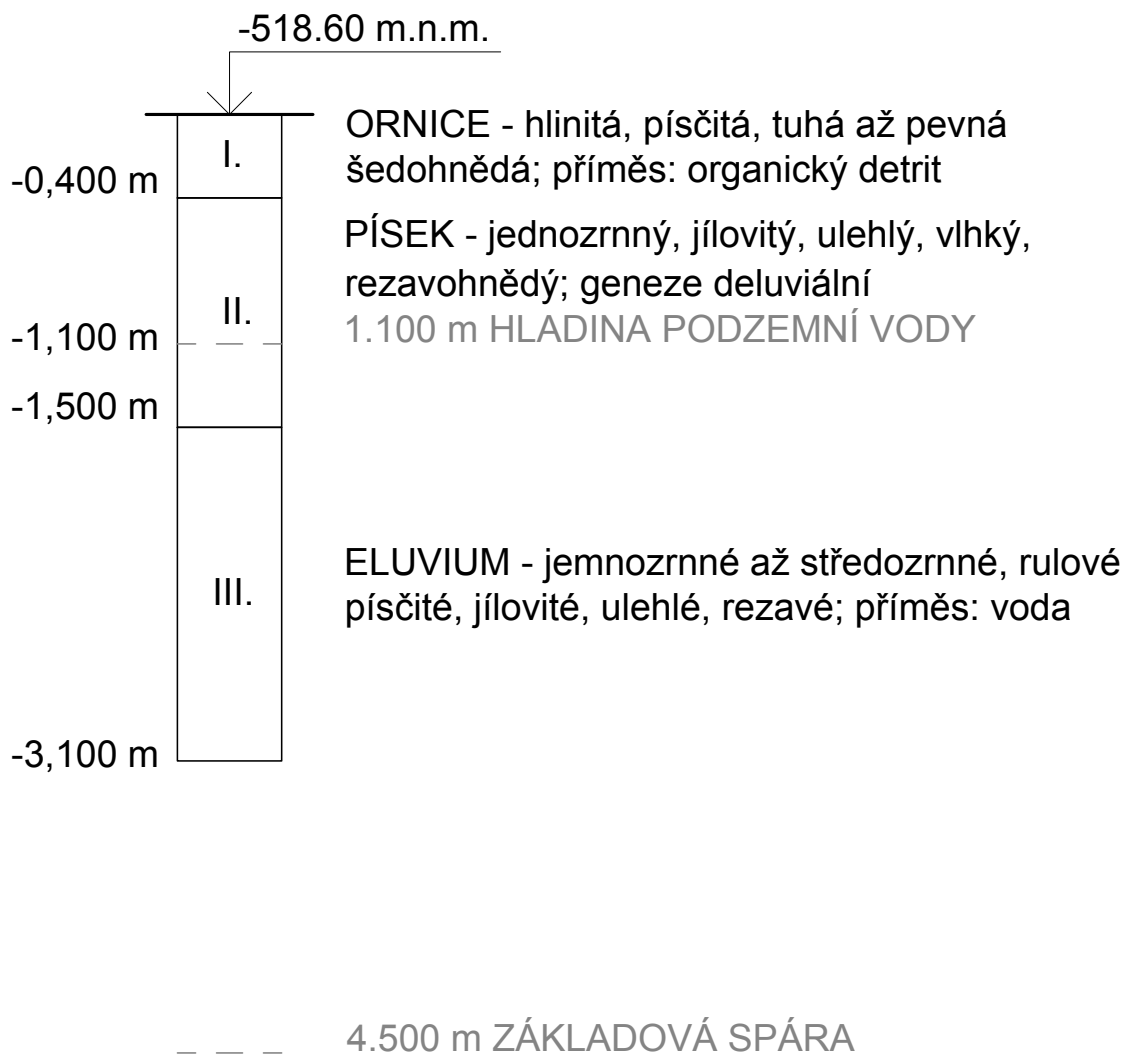 -518.60 m.n.m.
ORNICE - hlinitá, písčitá, tuhá až pevná
šedohnědá; příměs: organický detrit
I.
-0,400 m
PÍSEK - jednozrnný, jílovitý, ulehlý, vlhký,
rezavohnědý; geneze deluviální
II.
1.100 m HLADINA PODZEMNÍ VODY
-1,100 m
-1,500 m
ELUVIUM - jemnozrnné až středozrnné, rulové
písčité, jílovité, ulehlé, rezavé; příměs: voda
III.
-3,100 m
4.500 m ZÁKLADOVÁ SPÁRA